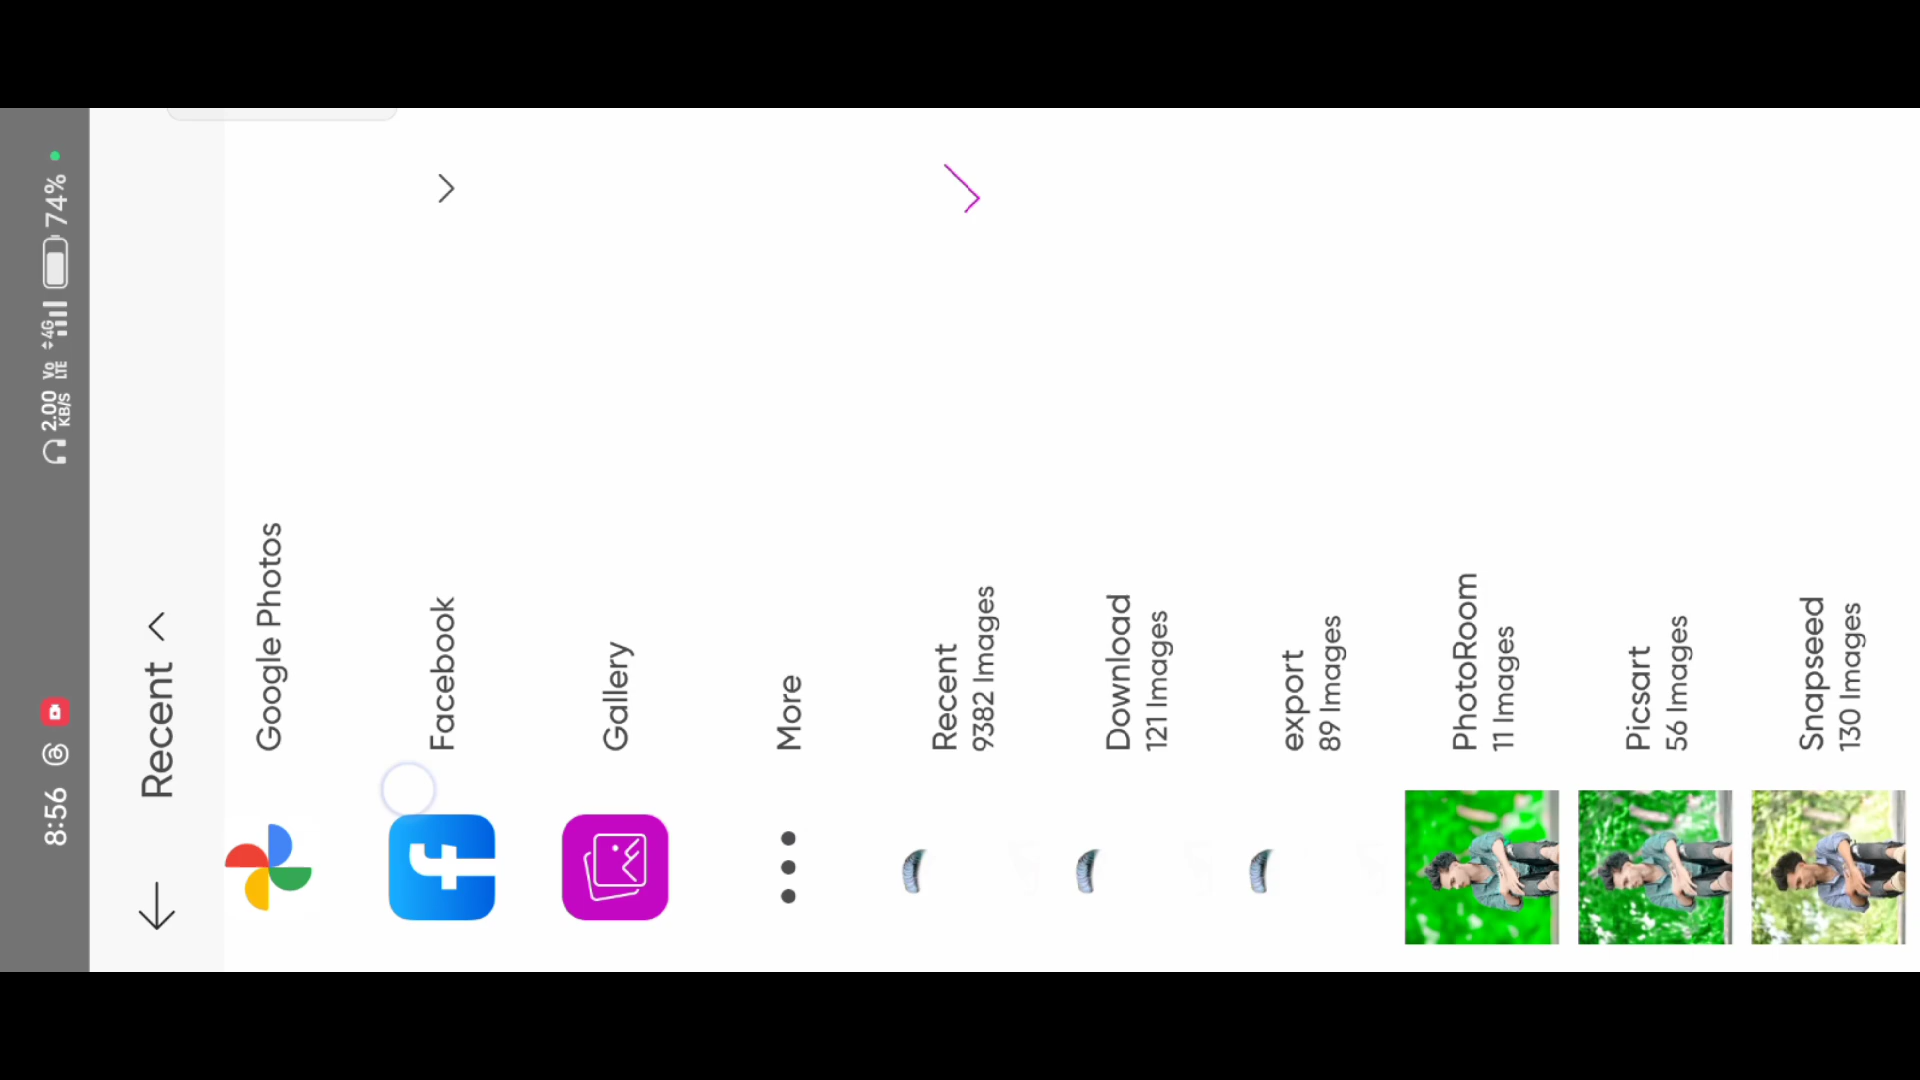 8:56
2.00 KB/S Vo LTE 4G 74%
Recent
Google Photos
Facebook
Gallery
More
Recent
9382 Images
Download
121 Images
export
89 Images
PhotoRoom
11 Images
Picsart
56 Images
Snapseed
130 Images